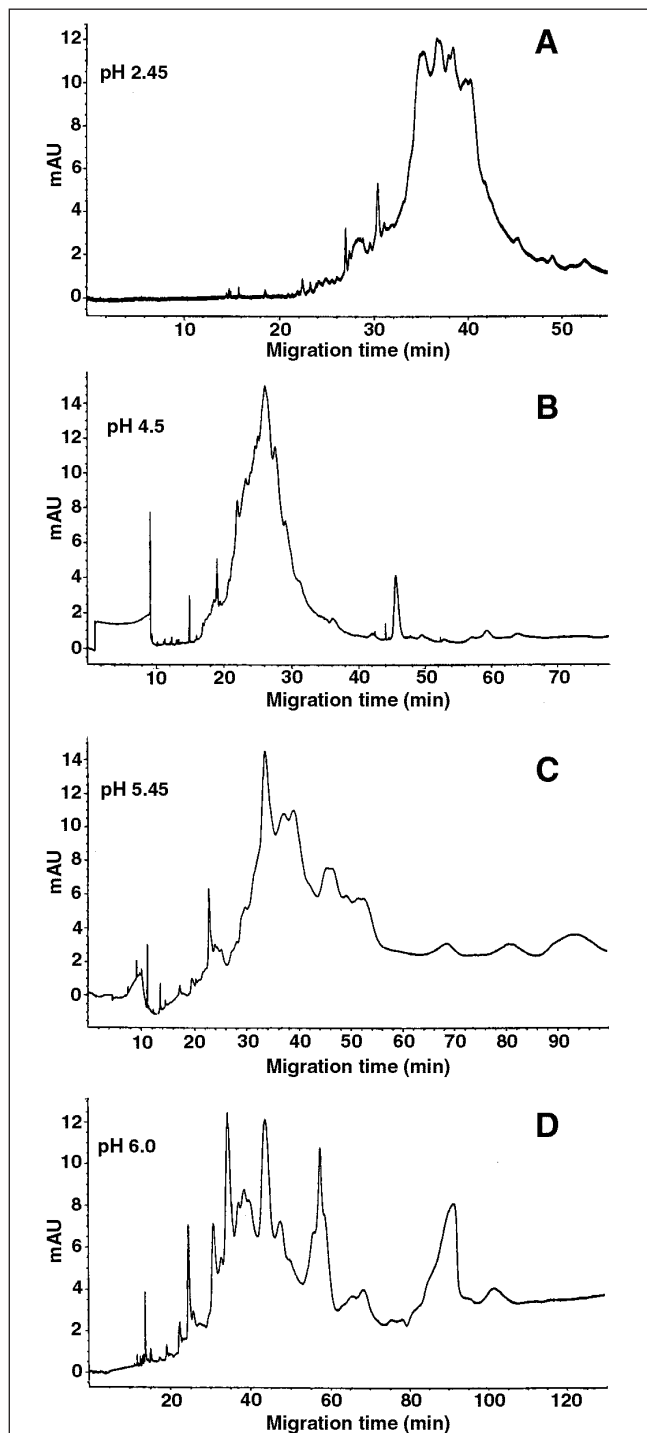 A
pH 2.45
12
10
8
6
4
2
0
mAU
10 20 30 40 50
Migration time (min)
B
pH 4.5
14
12
10
8
6
4
2
0
mAU
10 20 30 40 50 60 70
Migration time (min)
C
pH 5.45
14
12
10
8
6
4
2
0
mAU
10 20 30 40 50 60 70 80 90
Migration time (min)
D
pH 6.0
12
10
8
6
4
2
0
mAU
20 40 60 80 100 120
Migration time (min)